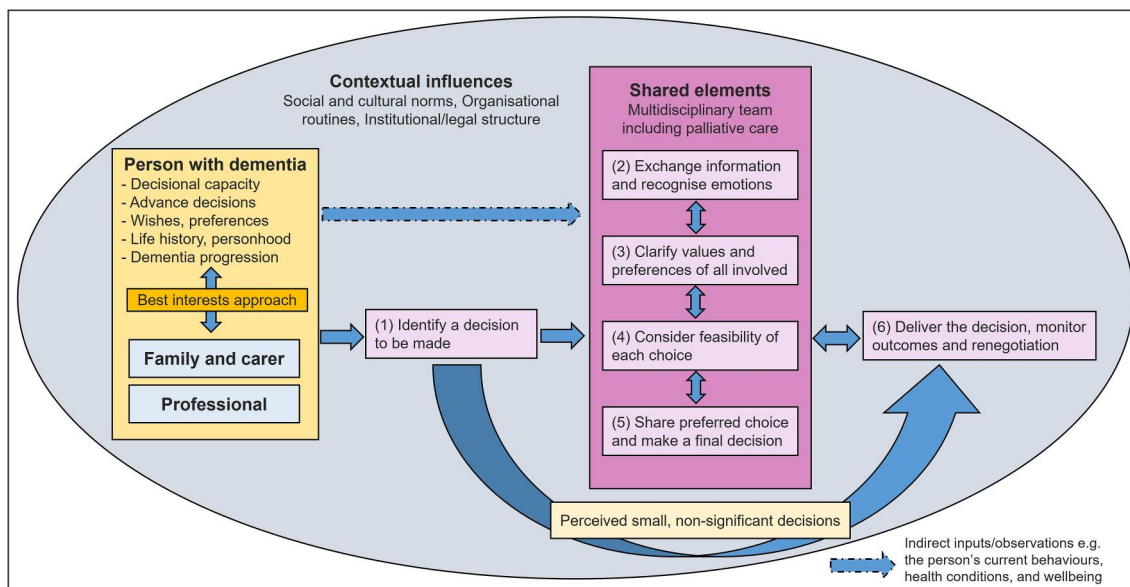 Contextual influences
Social and cultural norms, Organisational
routines, Institutional/legal structure
Person with dementia
- Decisional capacity
- Advance decisions
- Wishes, preferences
- Life history, personhood
- Dementia progression
Best interests approach
Family and carer
Professional
(1) Identify a decision
to be made
Shared elements
Multidisciplinary team
including palliative care
(2) Exchange information
and recognise emotions
(3) Clarify values and
preferences of all involved
(4) Consider feasibility of
each choice
(5) Share preferred choice
and make a final decision
(6) Deliver the decision, monitor
outcomes and renegotiation
Perceived small, non-significant decisions
Indirect inputs/observations e.g.
the person's current behaviours,
health conditions, and wellbeing